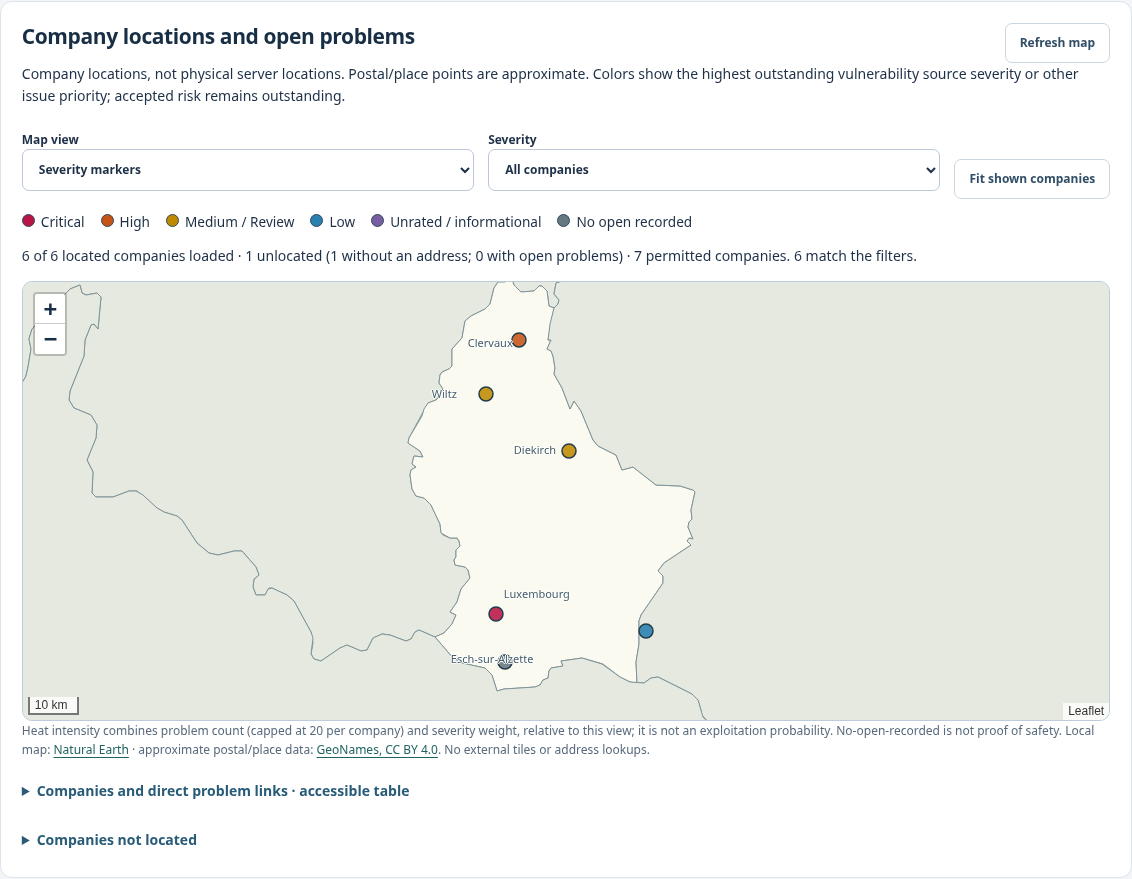 Company locations and open problems
Refresh map
Company locations, not physical server locations. Postal/place points are approximate. Colors show the highest outstanding vulnerability source severity or other
issue priority; accepted risk remains outstanding.
Map view
Severity
Severity markers
All companies
Fit shown companies
Critical
High
Medium / Review
Low
Unrated / informational
No open recorded
6 of 6 located companies loaded · 1 unlocated (1 without an address; 0 with open problems) · 7 permitted companies. 6 match the filters.
+
−
Clervaux
Wiltz
Diekirch
Luxembourg
Esch-sur-Alzette
10 km
Leaflet
Heat intensity combines problem count (capped at 20 per company) and severity weight, relative to this view; it is not an exploitation probability. No-open-recorded is not proof of safety. Local
map: Natural Earth · approximate postal/place data: GeoNames, CC BY 4.0. No external tiles or address lookups.
Companies and direct problem links · accessible table
Companies not located